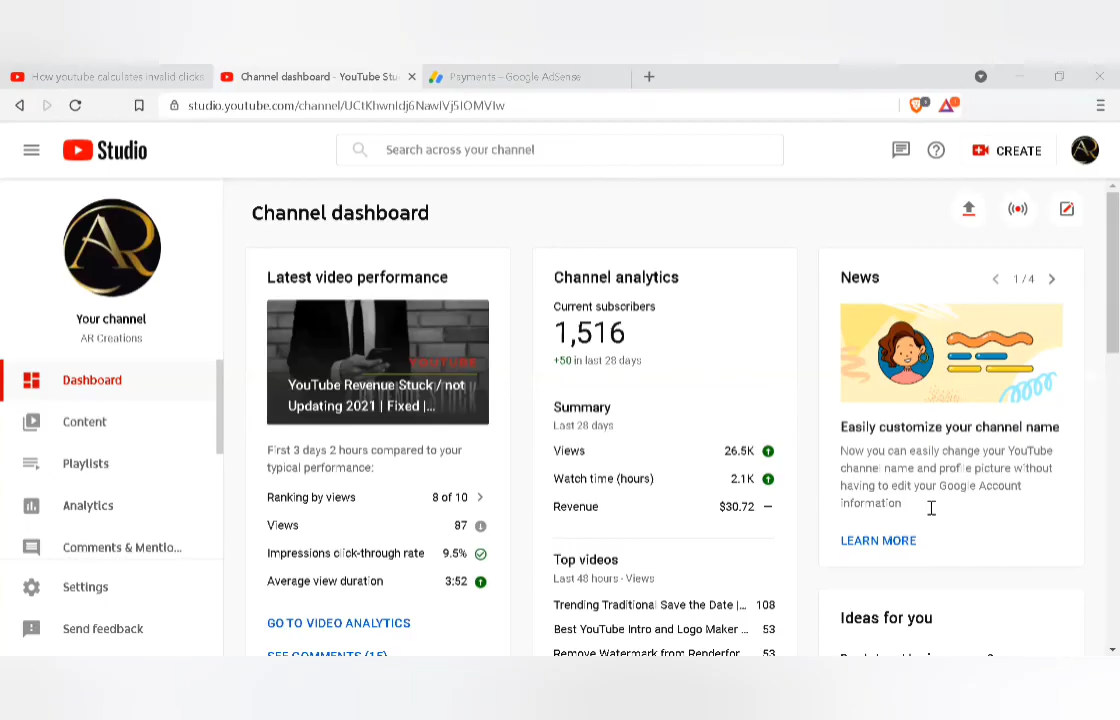 How youtube calculates invalid clicks
Channel dashboard - YouTube Stu
Payments – Google AdSense
studio.youtube.com/channel/UCtKhwnIdj6NawlVj5IOMVIw
Studio
Search across your channel
CREATE
AR
AR
Your channel
AR Creations
Dashboard
Content
Playlists
Analytics
Comments & Mentio...
Settings
Send feedback
Channel dashboard
Latest video performance
YOUTUBE
YouTube Revenue Stuck / not
Updating 2021 | Fixed |...
First 3 days 2 hours compared to your
typical performance:
Ranking by views 8 of 10
Views 87
Impressions click-through rate 9.5%
Average view duration 3:52
GO TO VIDEO ANALYTICS
SEE COMMENTS (15)
Channel analytics
Current subscribers
1,516
+50 in last 28 days
Summary
Last 28 days
Views 26.5K
Watch time (hours) 2.1K
Revenue $30.72
Top videos
Last 48 hours · Views
Trending Traditional Save the Date |... 108
Best YouTube Intro and Logo Maker ... 53
Remove Watermark from Renderfor 53
News
1 / 4
Easily customize your channel name
Now you can easily change your YouTube
channel name and profile picture without
having to edit your Google Account
information
LEARN MORE
Ideas for you